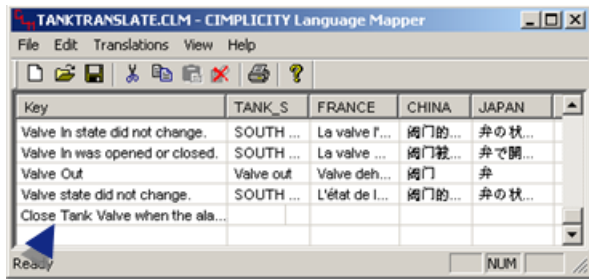 TANKTRANSLATE.CLM - CIMPLICITY Language Mapper
File Edit Translations View Help
Key TANK_S FRANCE CHINA JAPAN
Valve In state did not change. SOUTH ... La valve l'... 阀门的... 弁の状...
Valve In was opened or closed. SOUTH ... La valve ... 阀门被... 弁で開...
Valve Out Valve out Valve deh... 阀门 弁
Valve state did not change. SOUTH ... L'état de l... 阀门的... 弁の状...
Close Tank Valve when the ala...
Ready NUM